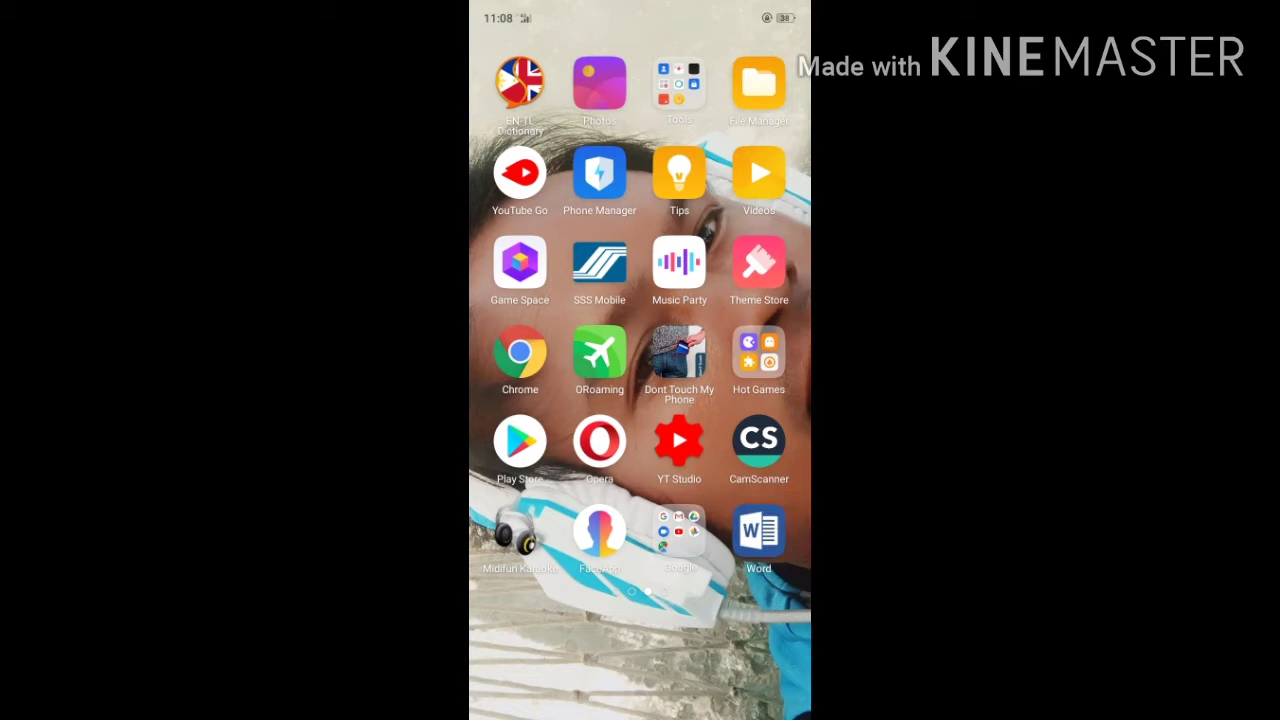 11:08
38
Made with KINEMASTER
EN-TL
Dictionary
Photos
Tools
File Manager
YouTube Go
Phone Manager
Tips
Videos
Game Space
SSS Mobile
Music Party
Theme Store
Chrome
ORoaming
Dont Touch My
Phone
Hot Games
Play Store
Opera
YT Studio
CS
CamScanner
Midifun Karaoke
FaceApp
Google
W
Word